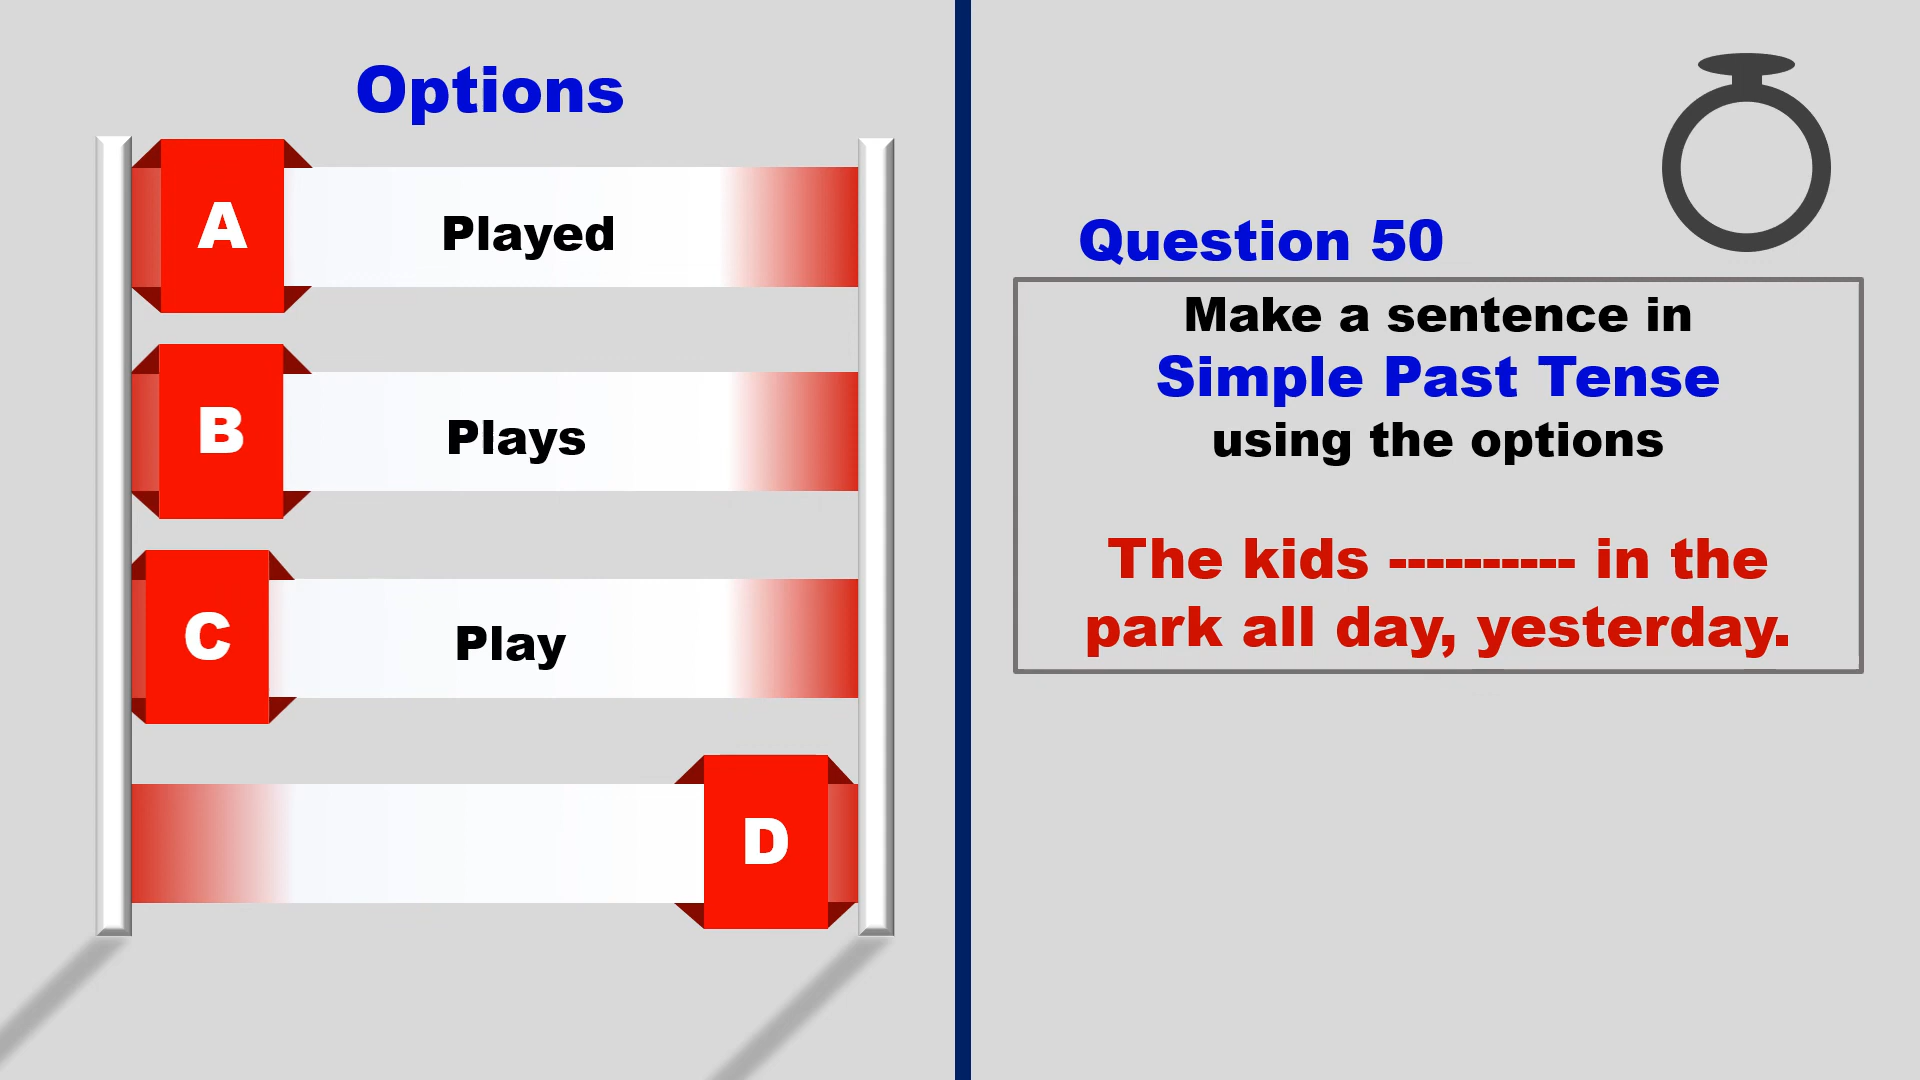 Options
A
Played
B
Plays
C
Play
D
Question 50
Make a sentence in
Simple Past Tense
using the options
The kids ---------- in the
park all day, yesterday.